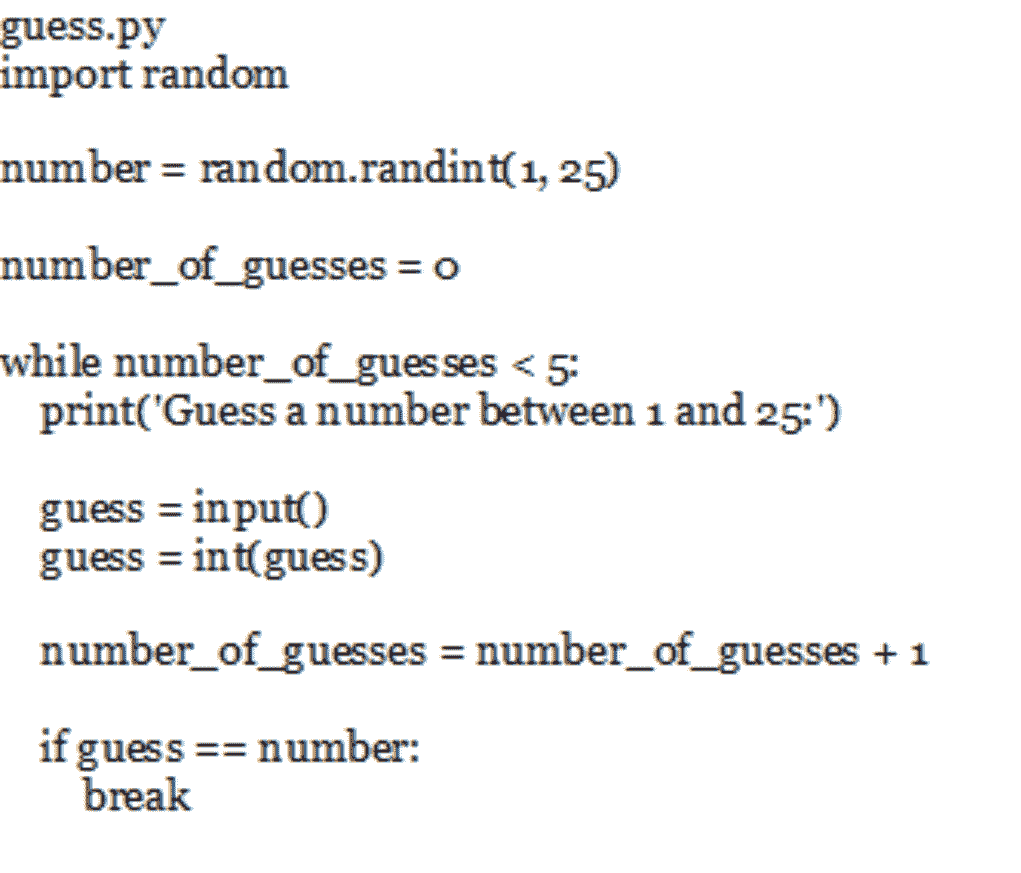 guess.py
import random
number = random.randint(1, 25)
number_of_guesses = 0
while number_of_guesses < 5:
print('Guess a number between 1 and 25:')
guess = input()
guess = int(guess)
number_of_guesses = number_of_guesses + 1
if guess == number:
break